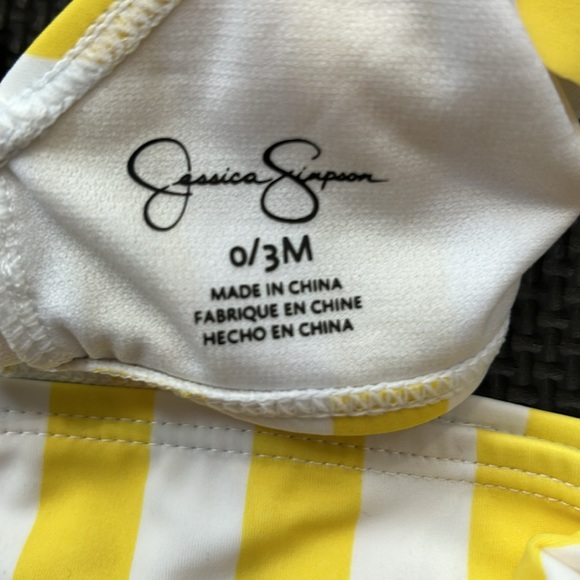 Jessica Simpson
0/3M
MADE IN CHINA
FABRIQUE EN CHINE
HECHO EN CHINA